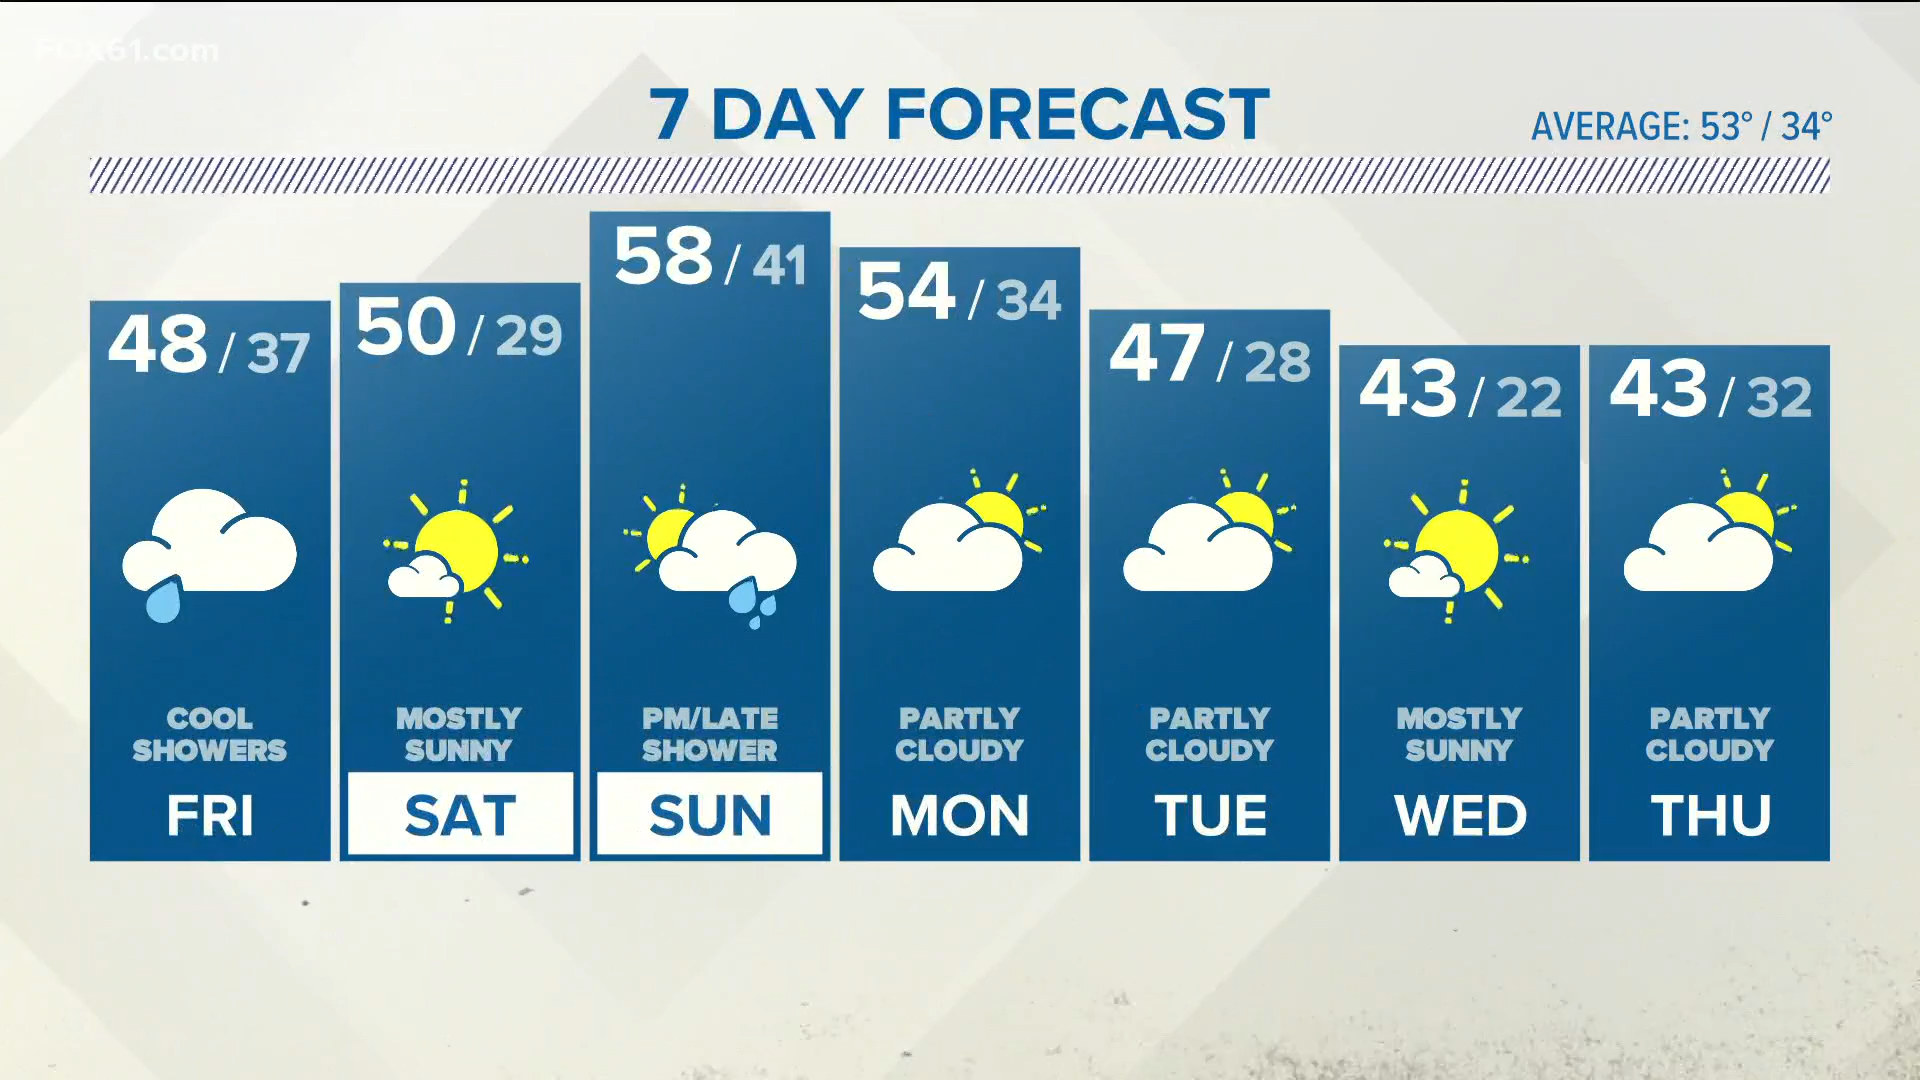 FOX61.com
7 DAY FORECAST
AVERAGE: 53° / 34°
48 / 37
COOL
SHOWERS
FRI
50 / 29
MOSTLY
SUNNY
SAT
58 / 41
PM/LATE
SHOWER
SUN
54 / 34
PARTLY
CLOUDY
MON
47 / 28
PARTLY
CLOUDY
TUE
43 / 22
MOSTLY
SUNNY
WED
43 / 32
PARTLY
CLOUDY
THU